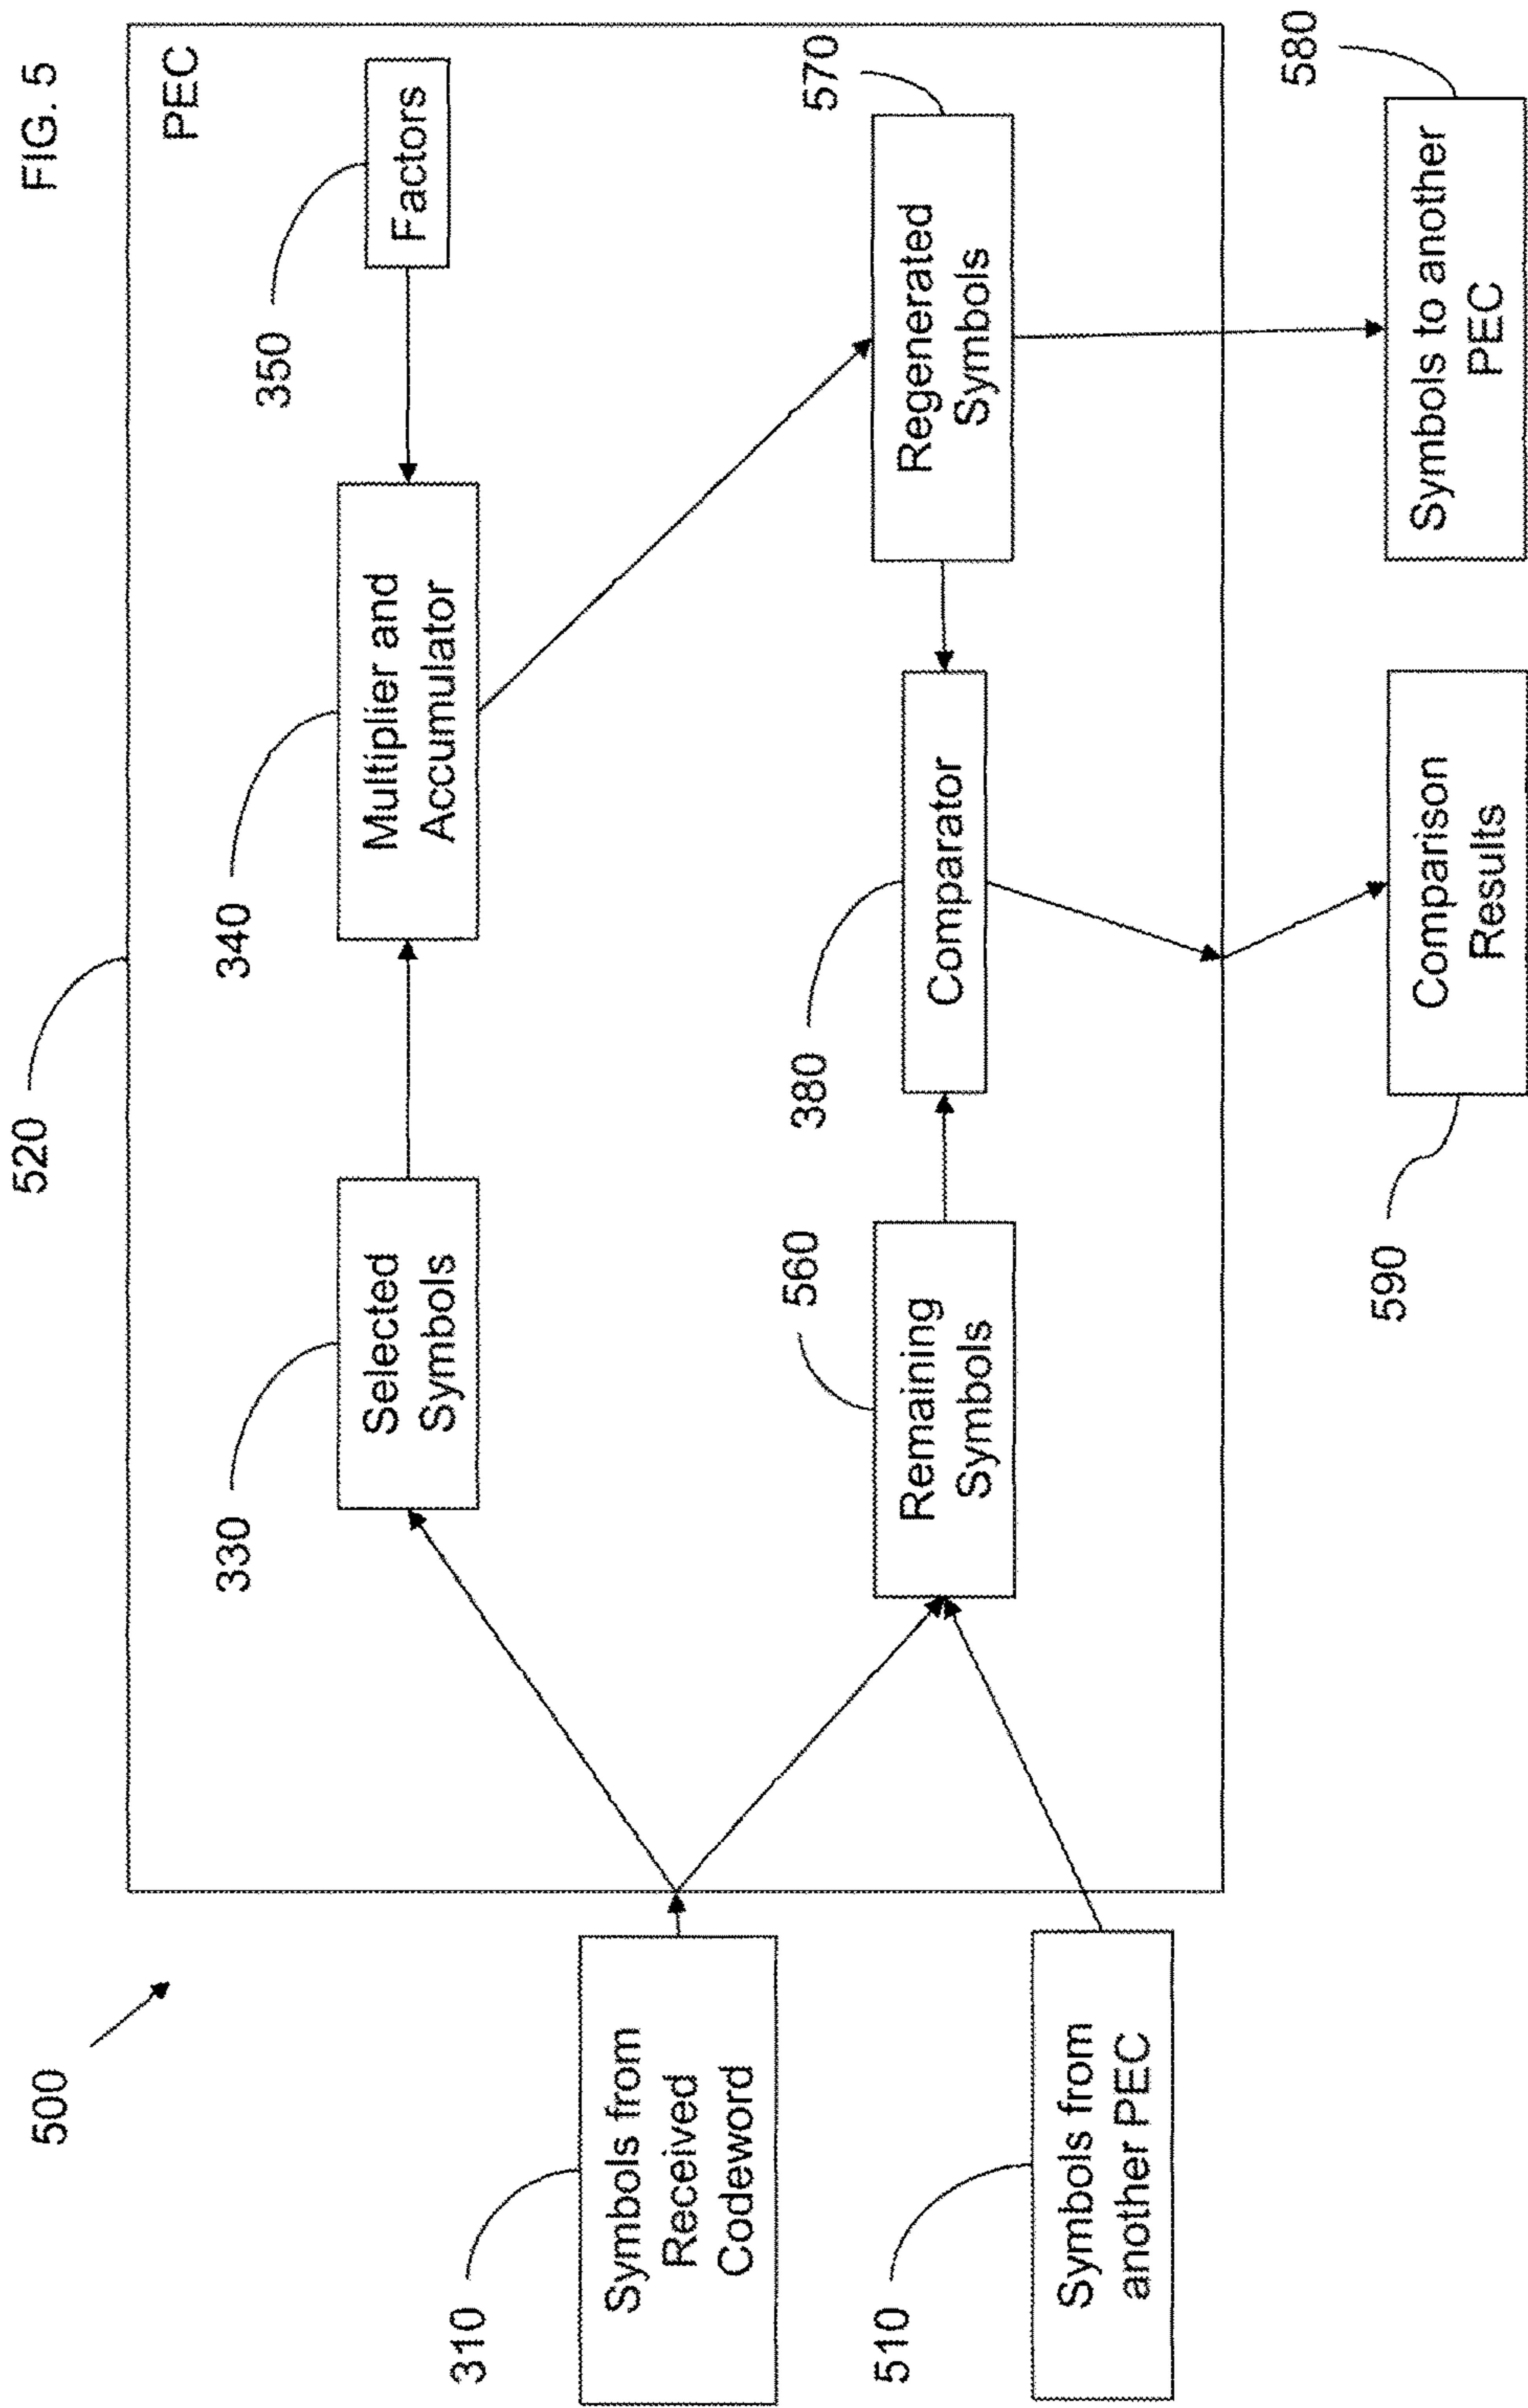 FIG. 5
500
520
PEC
310
Symbols from
Received
Codeword
510
Symbols from
another PEC
330
Selected
Symbols
340
Multiplier and
Accumulator
350
Factors
560
Remaining
Symbols
380
Comparator
570
Regenerated
Symbols
590
Comparison
Results
580
Symbols to another
PEC